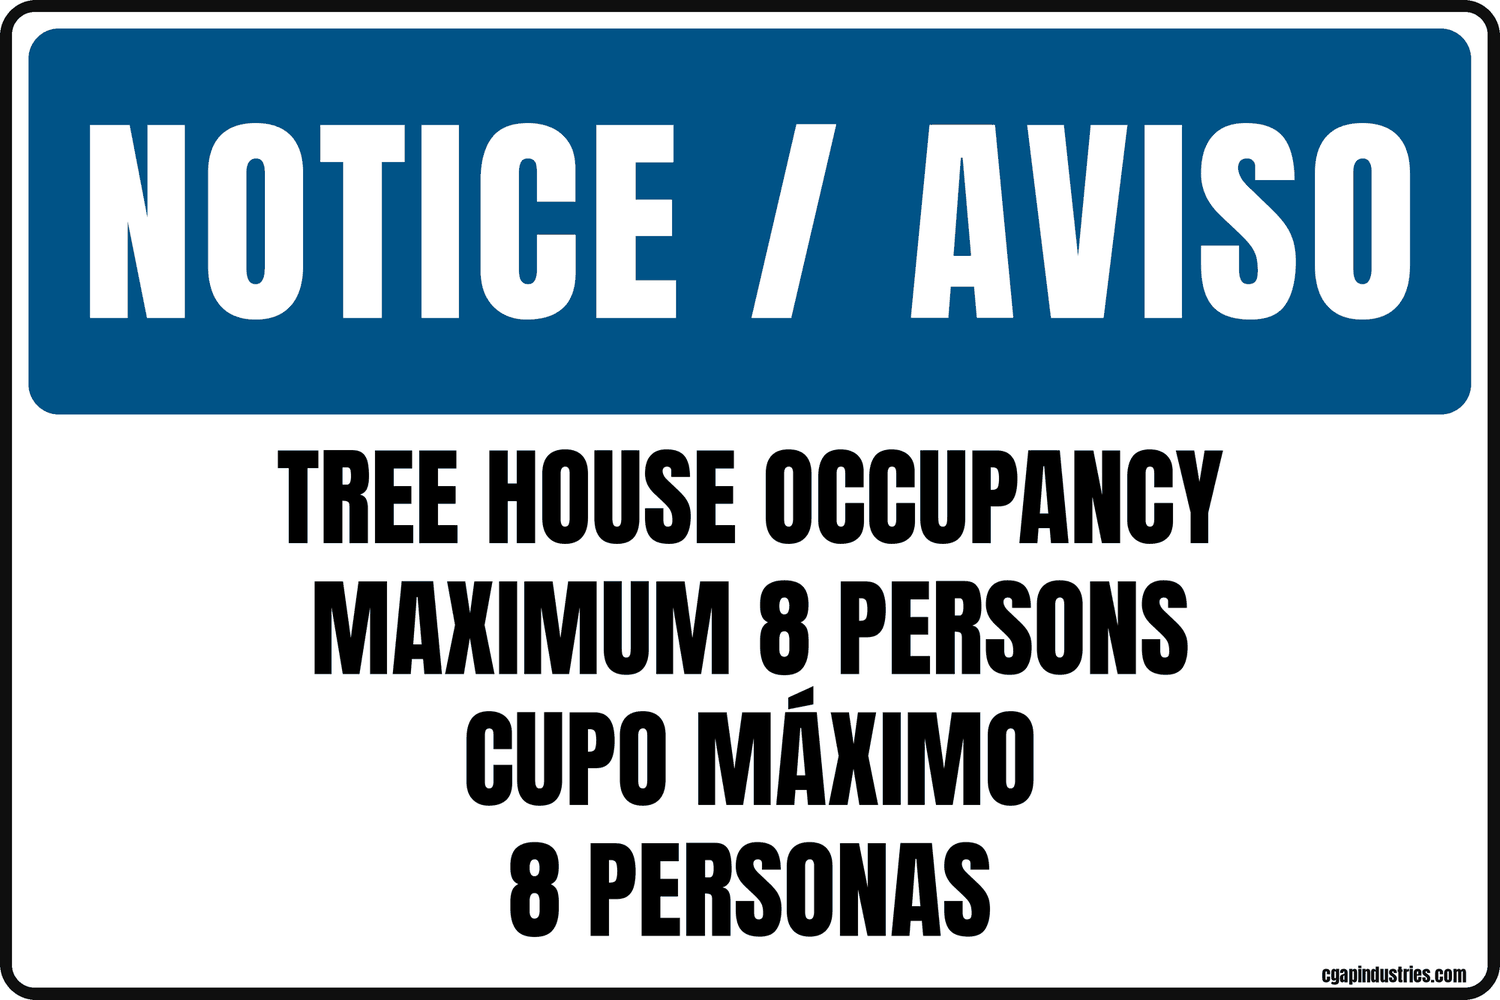 NOTICE / AVISO
TREE HOUSE OCCUPANCY
MAXIMUM 8 PERSONS
CUPO MÁXIMO
8 PERSONAS
cgapindustries.com